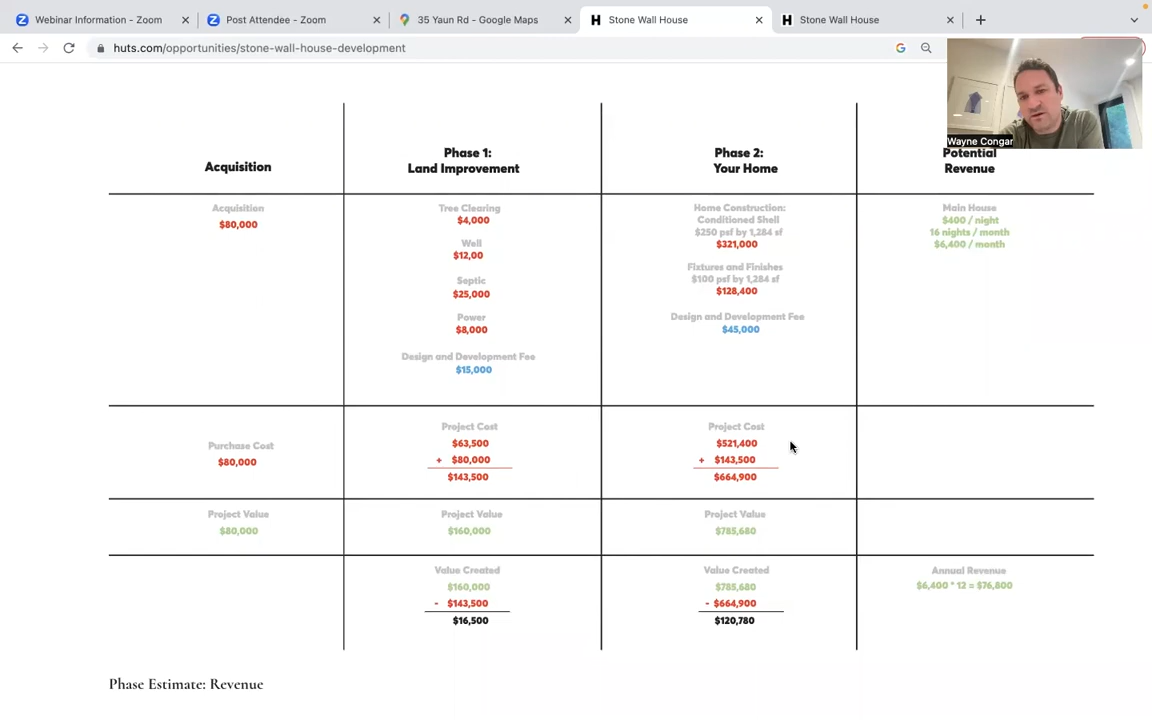 Webinar Information - Zoom
Post Attendee - Zoom
35 Yaun Rd - Google Maps
Stone Wall House
Stone Wall House
huts.com/opportunities/stone-wall-house-development
Wayne Congar
Acquisition
Phase 1:
Land Improvement
Phase 2:
Your Home
Potential
Revenue
Acquisition
$80,000
Tree Clearing
$4,000
Well
$12,00
Septic
$25,000
Power
$8,000
Design and Development Fee
$15,000
Home Construction:
Conditioned Shell
$250 psf by 1,284 sf
$321,000
Fixtures and Finishes
$100 psf by 1,284 sf
$128,400
Design and Development Fee
$45,000
Main House
$400 / night
16 nights / month
$6,400 / month
Purchase Cost
$80,000
Project Cost
$63,500
+ $80,000
$143,500
Project Cost
$521,400
+ $143,500
$664,900
Project Value
$80,000
Project Value
$160,000
Project Value
$785,680
Value Created
$160,000
- $143,500
$16,500
Value Created
$785,680
- $664,900
$120,780
Annual Revenue
$6,400 * 12 = $76,800
Phase Estimate: Revenue